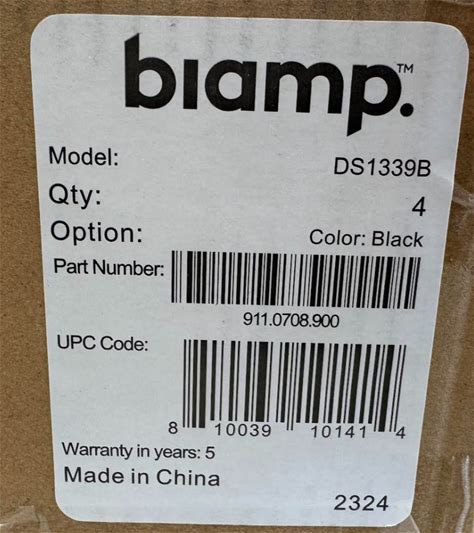 biamp.™
Model: DS1339B
Qty: 4
Option: Color: Black
Part Number:
911.0708.900
UPC Code:
8 10039 10141 4
Warranty in years: 5
Made in China
2324